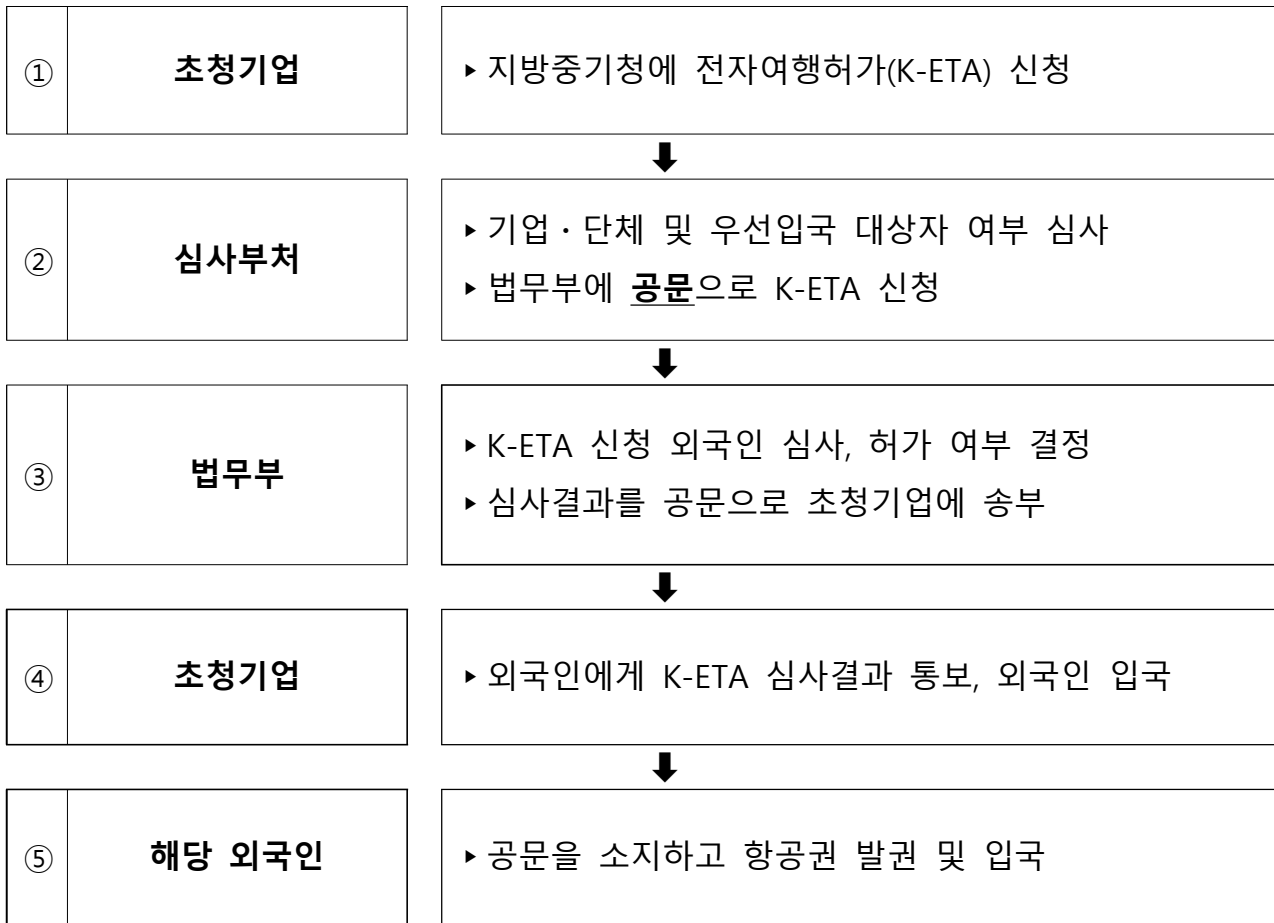 ① 초청기업 ▸지방중기청에 전자여행허가(K-ETA) 신청
⬇
② 심사부처 ▸기업・단체 및 우선입국 대상자 여부 심사
▸법무부에 공문으로 K-ETA 신청
⬇
③ 법무부 ▸K-ETA 신청 외국인 심사, 허가 여부 결정
▸심사결과를 공문으로 초청기업에 송부
⬇
④ 초청기업 ▸외국인에게 K-ETA 심사결과 통보, 외국인 입국
⬇
⑤ 해당 외국인 ▸공문을 소지하고 항공권 발권 및 입국